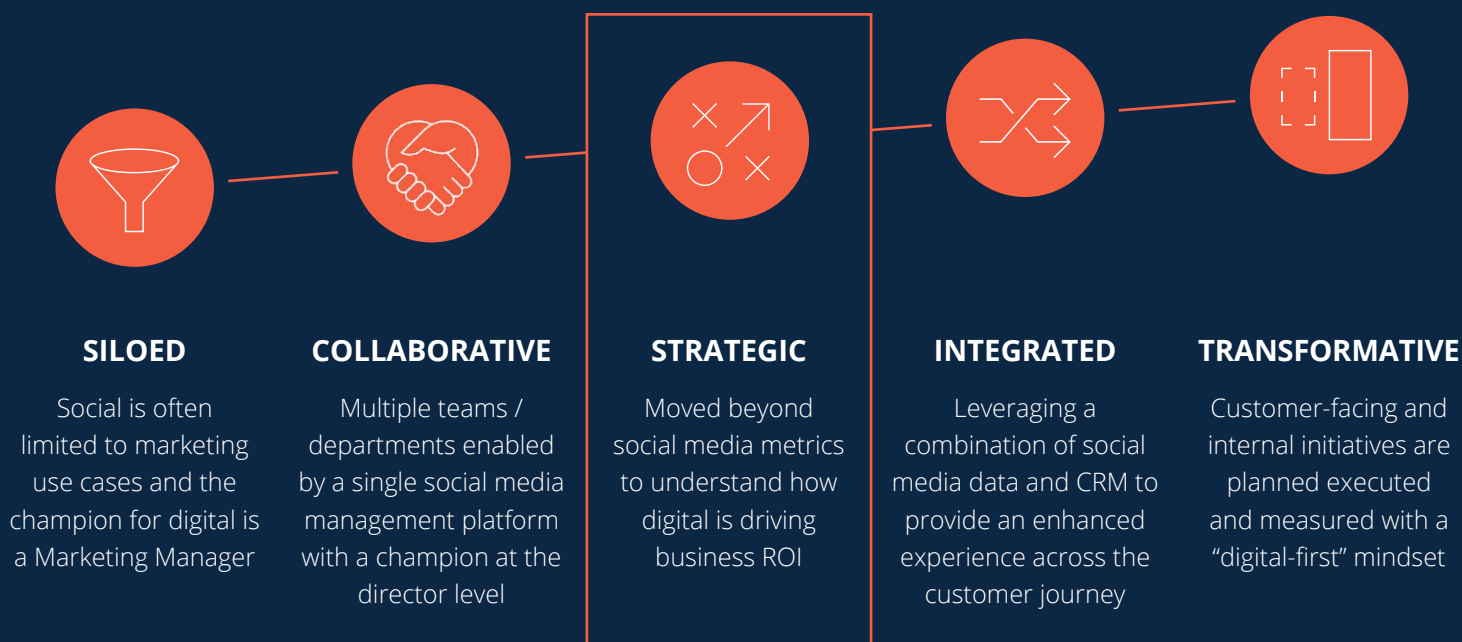 SILOED
Social is often
limited to marketing
use cases and the
champion for digital is
a Marketing Manager
COLLABORATIVE
Multiple teams /
departments enabled
by a single social media
management platform
with a champion at the
director level
STRATEGIC
Moved beyond
social media metrics
to understand how
digital is driving
business ROI
INTEGRATED
Leveraging a
combination of social
media data and CRM to
provide an enhanced
experience across the
customer journey
TRANSFORMATIVE
Customer-facing and
internal initiatives are
planned executed
and measured with a
“digital-first” mindset